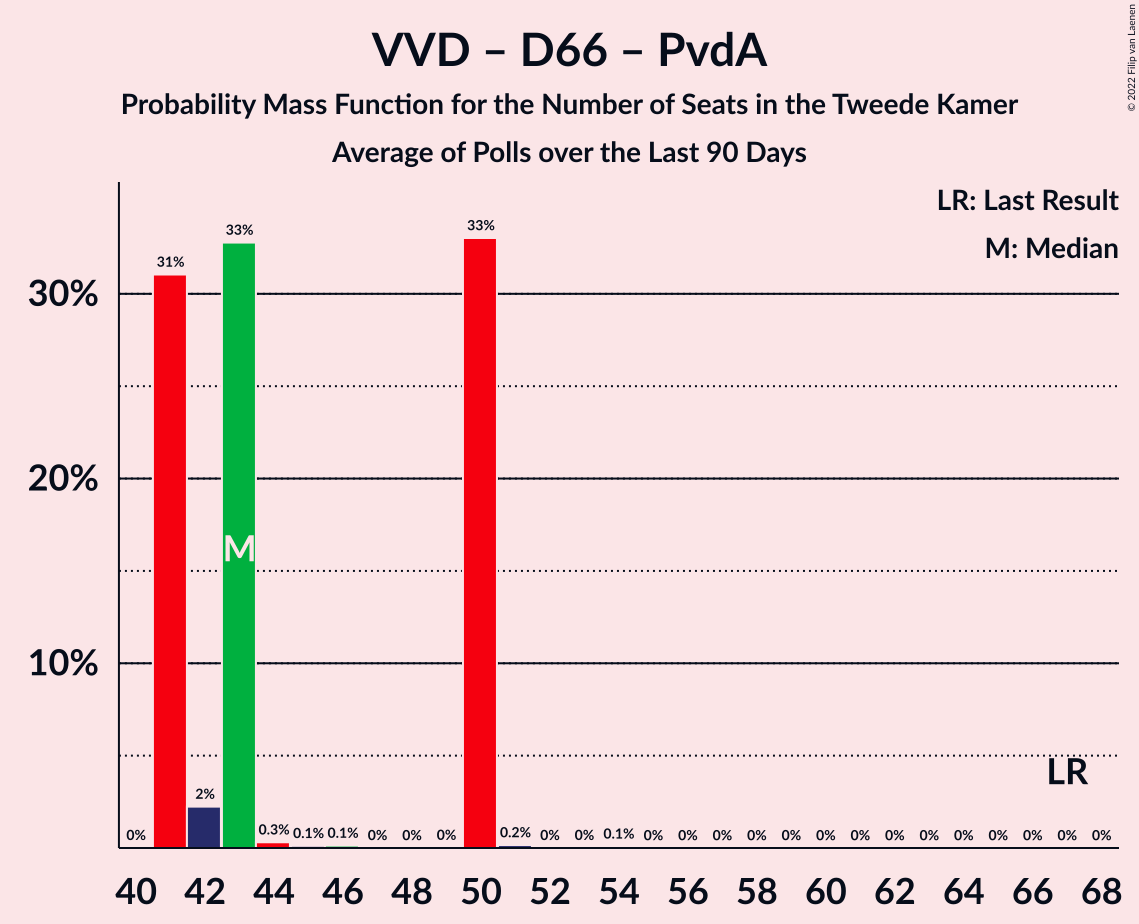 VVD – D66 – PvdA
Probability Mass Function for the Number of Seats in the Tweede Kamer
Average of Polls over the Last 90 Days
© 2022 Filip van Laenen
LR: Last Result
M: Median
30%
20%
10%
0% 31% 2% 33% 0.3% 0.1% 0.1% 0% 0% 0% 33% 0.2% 0% 0% 0.1% 0% 0% 0% 0% 0% 0% 0% 0% 0% 0% 0% 0% 0% 0%
M
LR
40 42 44 46 48 50 52 54 56 58 60 62 64 66 68